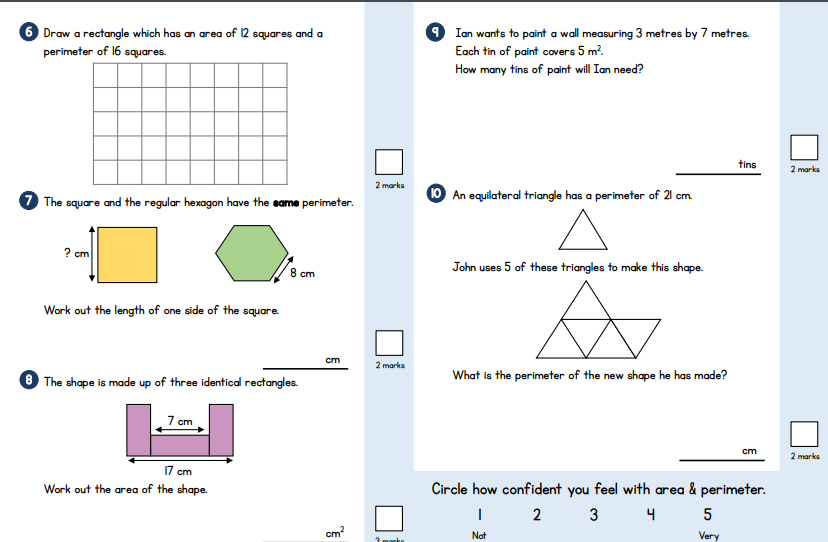 6 Draw a rectangle which has an area of 12 squares and a
perimeter of 16 squares.
2 marks
7 The square and the regular hexagon have the same perimeter.
? cm
8 cm
Work out the length of one side of the square.
cm
2 marks
8 The shape is made up of three identical rectangles.
7 cm
17 cm
Work out the area of the shape.
cm²
3 marks
9 Ian wants to paint a wall measuring 3 metres by 7 metres.
Each tin of paint covers 5 m².
How many tins of paint will Ian need?
tins
2 marks
10 An equilateral triangle has a perimeter of 21 cm.
John uses 5 of these triangles to make this shape.
What is the perimeter of the new shape he has made?
cm
2 marks
Circle how confident you feel with area & perimeter.
1 2 3 4 5
Not Very